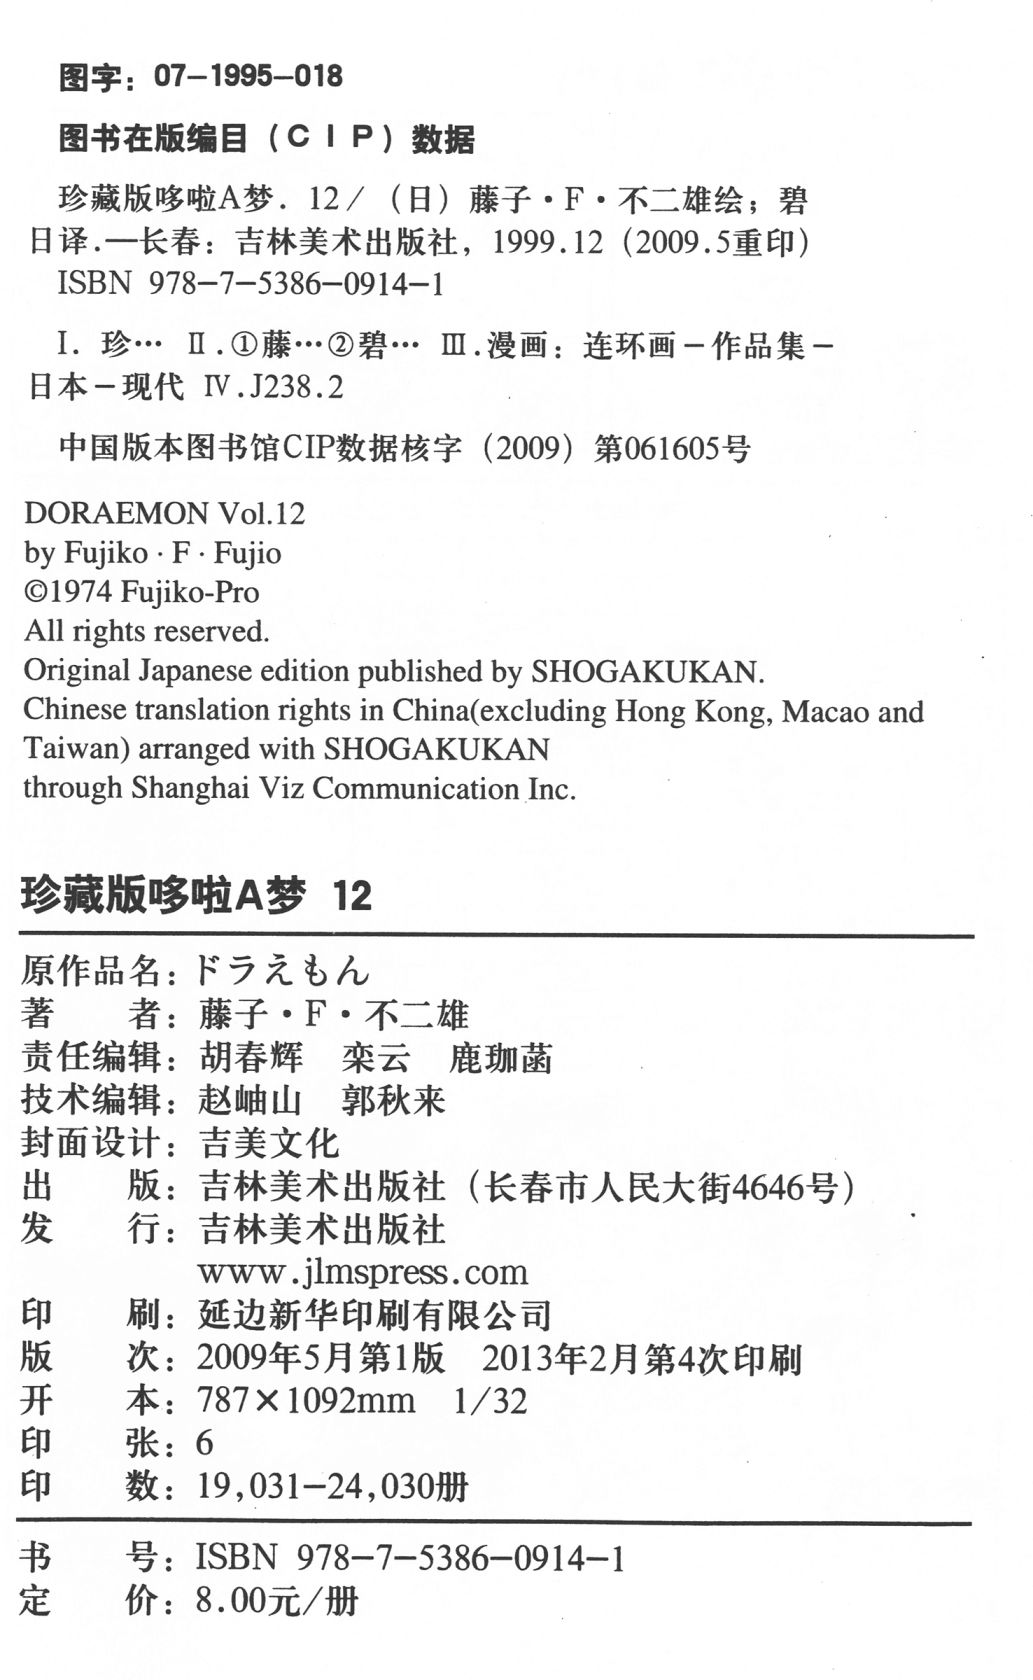 图字：07—1995—018
图书在版编目（CIP）数据
珍藏版哆啦A梦．12／（日）藤子·F·不二雄绘；碧
日译.—长春：吉林美术出版社，1999.12（2009.5重印）
ISBN 978—7—5386—0914—1
Ⅰ.珍… Ⅱ.①藤…②碧… Ⅲ.漫画：连环画－作品集－
日本－现代 Ⅳ.J238.2
中国版本图书馆CIP数据核字（2009）第061605号
DORAEMON Vol.12
by Fujiko · F · Fujio
©1974 Fujiko-Pro
All rights reserved.
Original Japanese edition published by SHOGAKUKAN.
Chinese translation rights in China(excluding Hong Kong, Macao and
Taiwan) arranged with SHOGAKUKAN
through Shanghai Viz Communication Inc.
珍藏版哆啦A梦 12
原作品名：ドラえもん
著　　者：藤子·F·不二雄
责任编辑：胡春辉　栾云　鹿珈菡
技术编辑：赵岫山　郭秋来
封面设计：吉美文化
出　　版：吉林美术出版社（长春市人民大街4646号）
发　　行：吉林美术出版社
www.jlmspress.com
印　　刷：延边新华印刷有限公司
版　　次：2009年5月第1版　2013年2月第4次印刷
开　　本：787×1092mm　1/32
印　　张：6
印　　数：19,031—24,030册
书　　号：ISBN 978—7—5386—0914—1
定　　价：8.00元/册